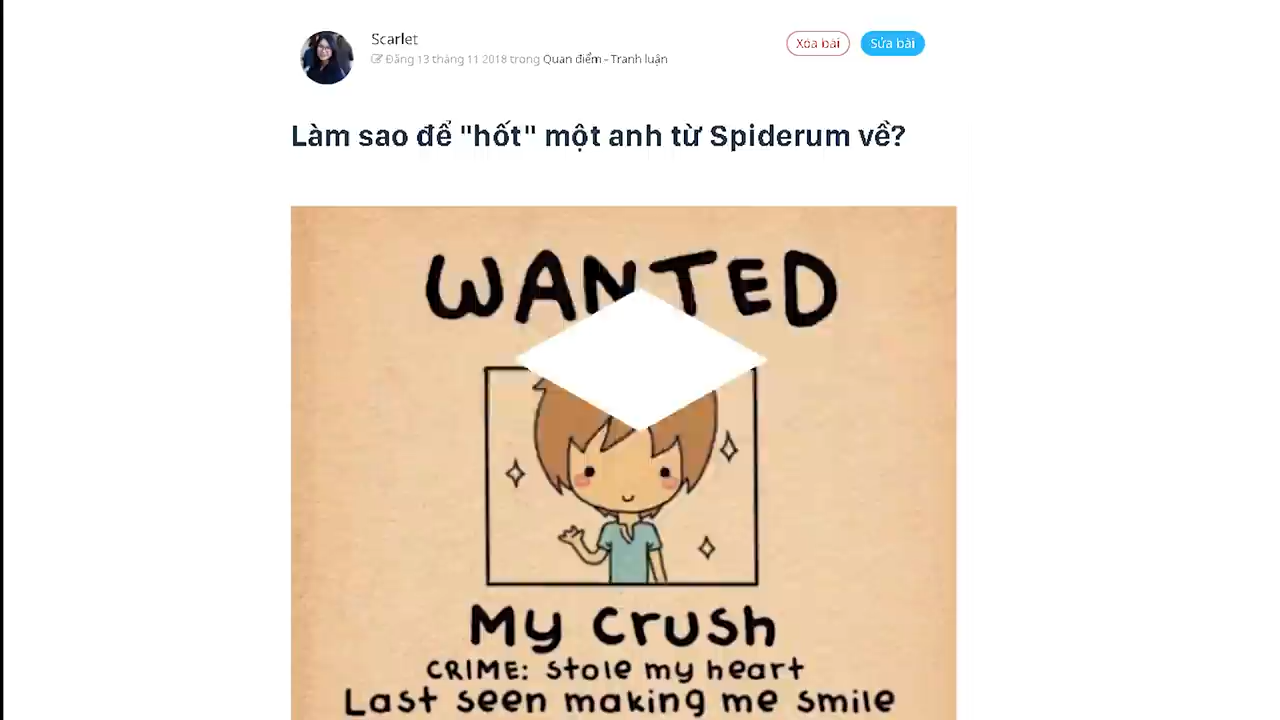 Scarlet
Đăng 13 tháng 11 2018 trong Quan điểm - Tranh luận
Xóa bài
Sửa bài
Làm sao để "hốt" một anh từ Spiderum về?
WANTED
My crush
CRIME: stole my heart
Last seen making me smile